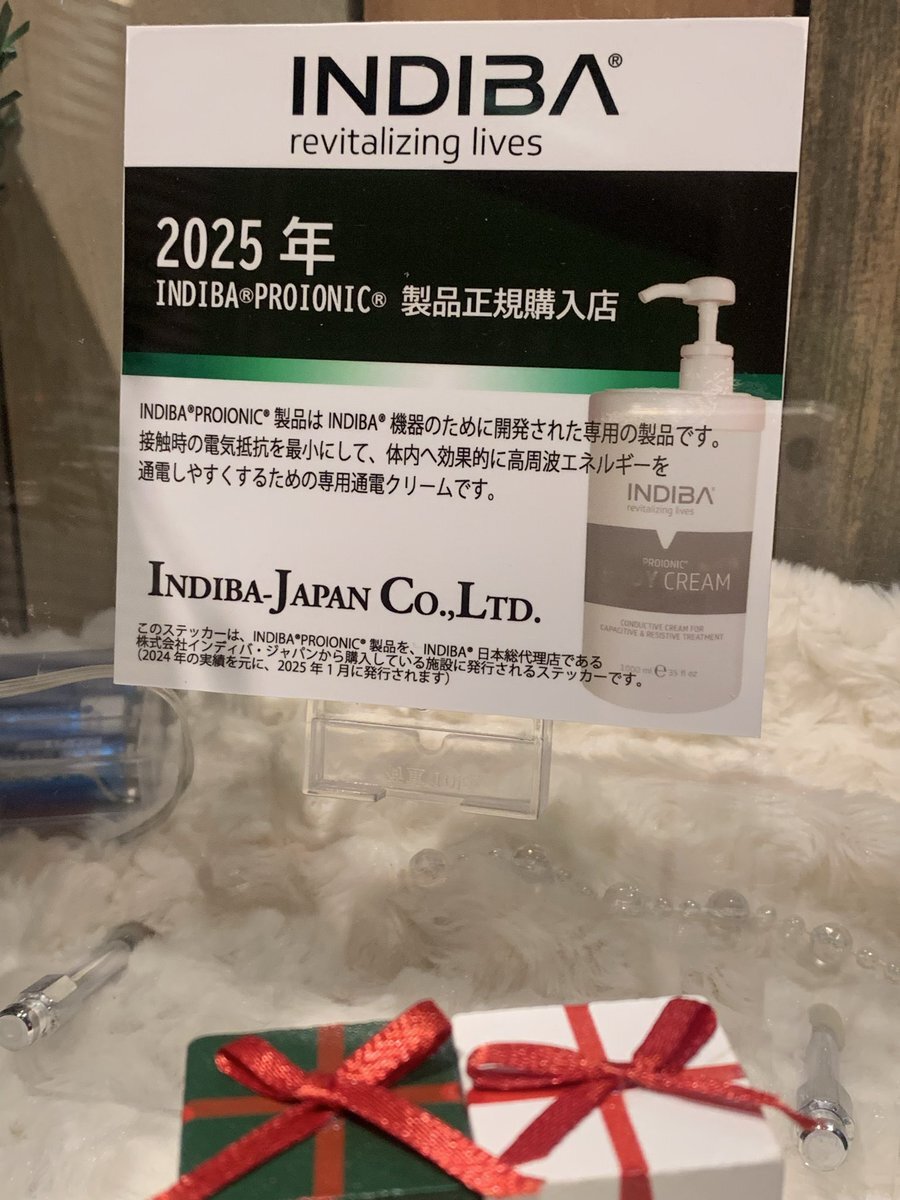 INDIBA®
revitalizing lives
2025 年
INDIBA®PROIONIC® 製品正規購入店
INDIBA®PROIONIC® 製品は INDIBA® 機器のために開発された専用の製品です。
接触時の電気抵抗を最小にして、体内へ効果的に高周波エネルギーを
通電しやすくするための専用通電クリームです。
INDIBA®
revitalizing lives
PROIONIC®
DY CREAM
CONDUCTIVE CREAM FOR
CAPACITIVE & RESISTIVE TREATMENT
1000 ml ℮ 35 fl oz
INDIBA-JAPAN CO.,LTD.
このステッカーは、INDIBA®PROIONIC® 製品を、INDIBA® 日本総代理店である
株式会社インディバ・ジャパンから購入している施設に発行されるステッカーです。
（2024 年の実績を元に、2025 年 1 月に発行されます）